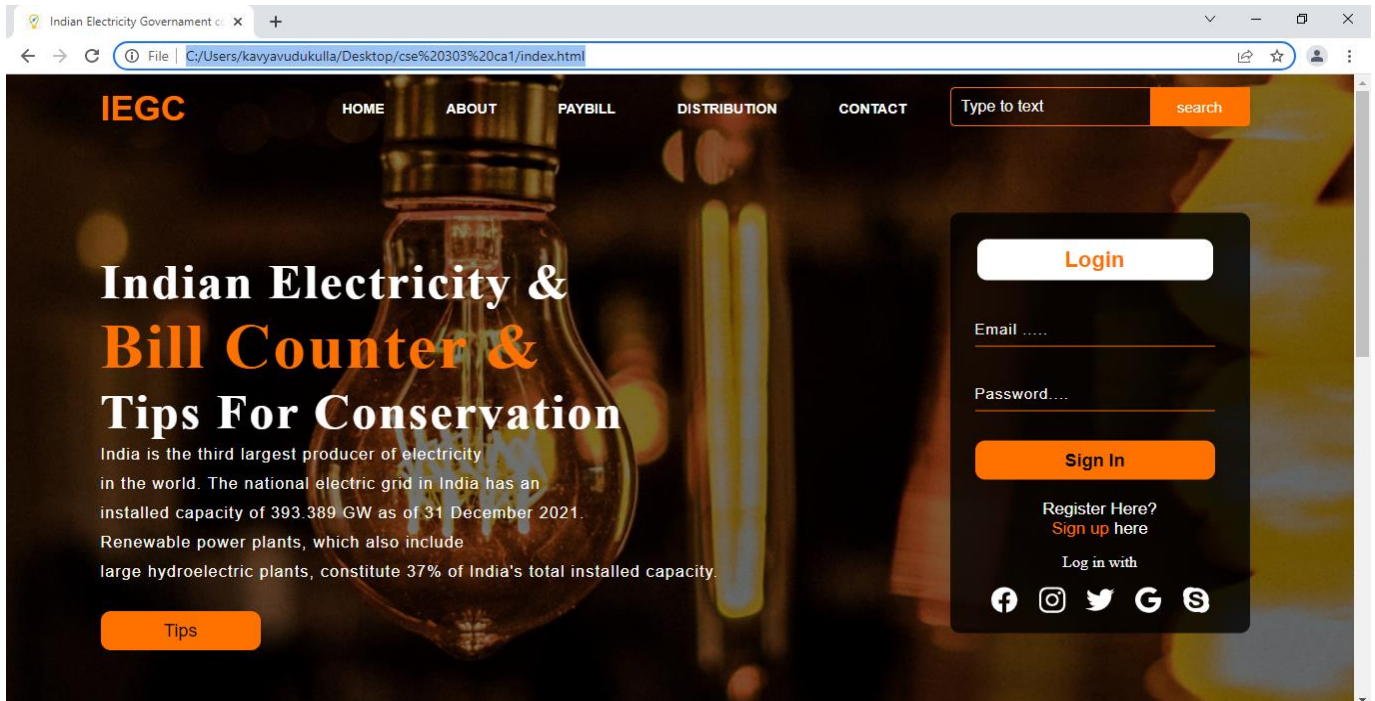 Indian Electricity Governament c
File
C:/Users/kavyavudukulla/Desktop/cse%20303%20ca1/index.html
IEGC
HOME
ABOUT
PAYBILL
DISTRIBUTION
CONTACT
Type to text
search
Indian Electricity &
Bill Counter &
Tips For Conservation
India is the third largest producer of electricity
in the world. The national electric grid in India has an
installed capacity of 393.389 GW as of 31 December 2021.
Renewable power plants, which also include
large hydroelectric plants, constitute 37% of India's total installed capacity.
Tips
Login
Email .....
Password....
Sign In
Register Here?
Sign up here
Log in with